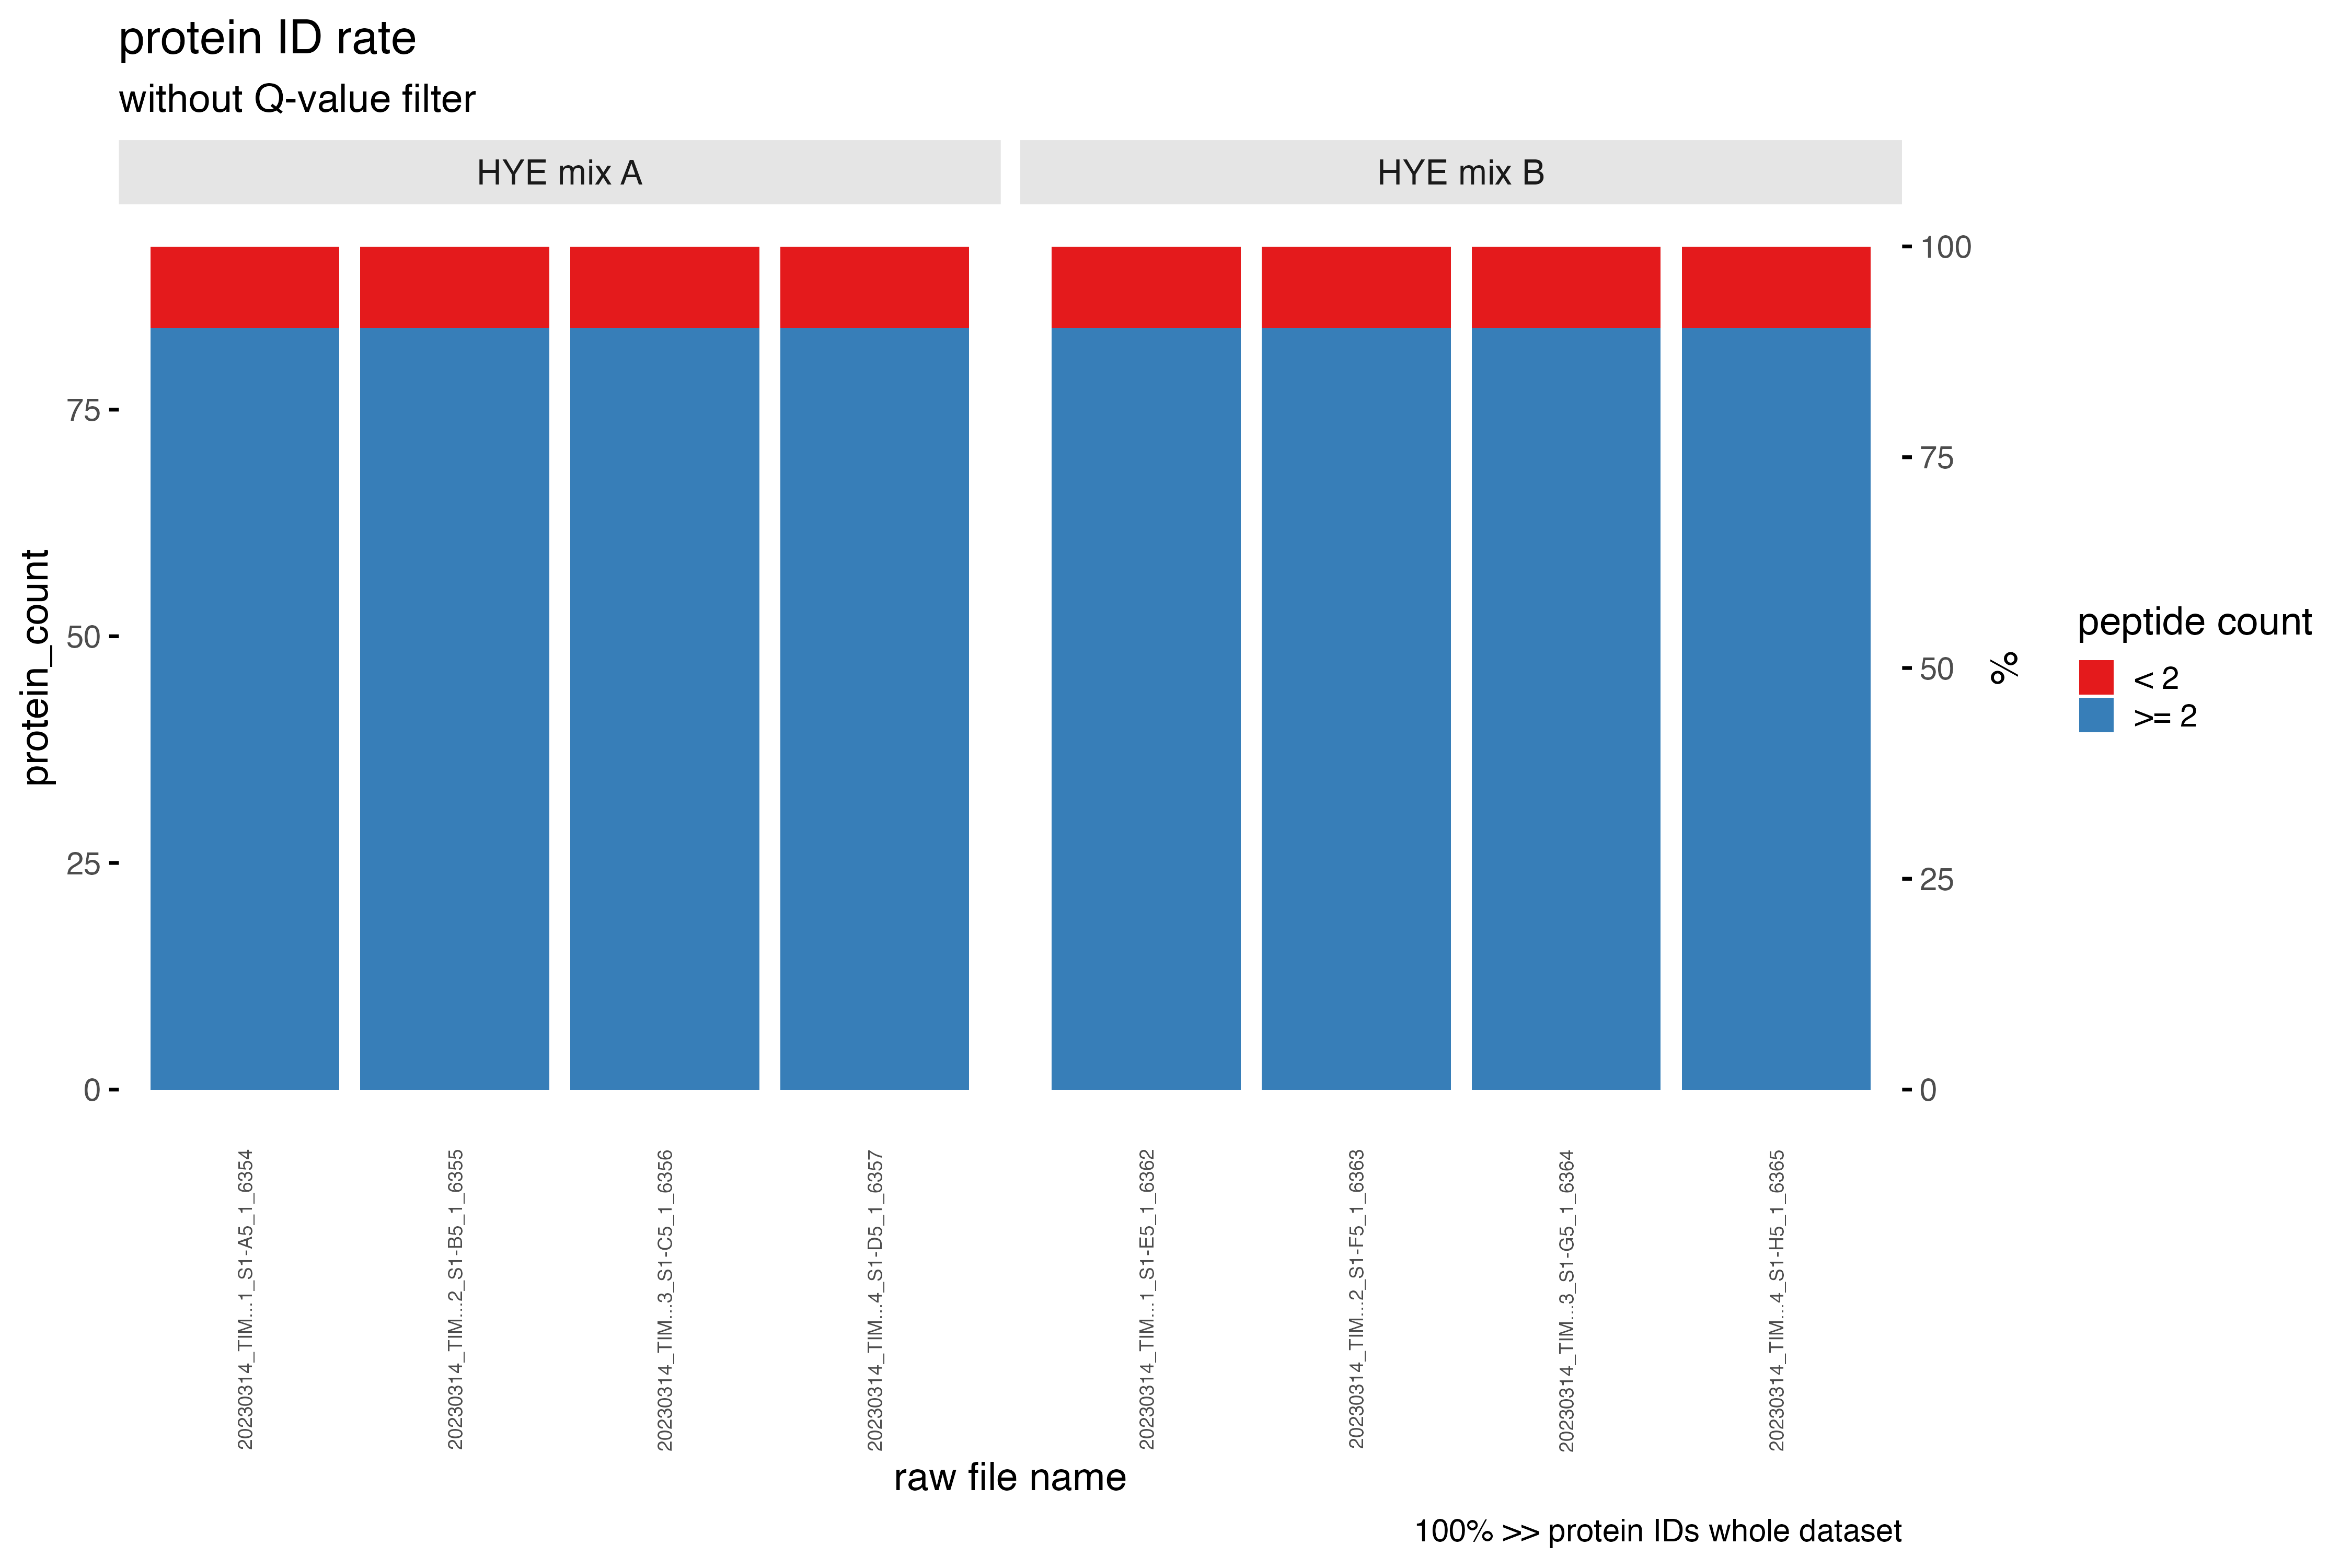 protein ID rate
without Q-value filter
HYE mix A
HYE mix B
protein_count
75
50
25
0
100
75
50
25
0
%
peptide count
< 2
>= 2
20230314_TIM...1_S1-A5_1_6354
20230314_TIM...2_S1-B5_1_6355
20230314_TIM...3_S1-C5_1_6356
20230314_TIM...4_S1-D5_1_6357
20230314_TIM...1_S1-E5_1_6362
20230314_TIM...2_S1-F5_1_6363
20230314_TIM...3_S1-G5_1_6364
20230314_TIM...4_S1-H5_1_6365
raw file name
100% >> protein IDs whole dataset